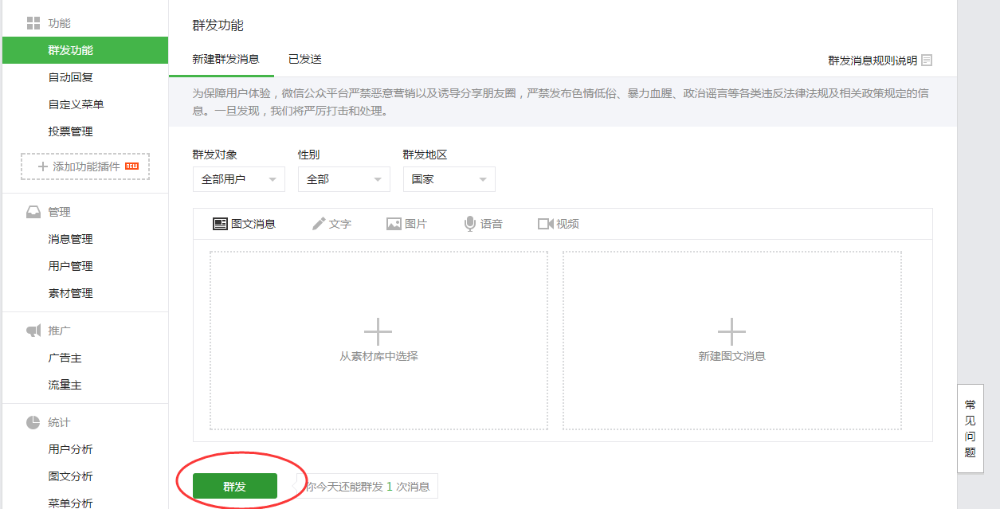 功能
群发功能
自动回复
自定义菜单
投票管理
添加功能插件 NEW
管理
消息管理
用户管理
素材管理
推广
广告主
流量主
统计
用户分析
图文分析
菜单分析
群发功能
新建群发消息 已发送 群发消息规则说明
为保障用户体验，微信公众平台严禁恶意营销以及诱导分享朋友圈，严禁发布色情低俗、暴力血腥、政治谣言等各类违反法律法规及相关政策规定的信
息。一旦发现，我们将严厉打击和处理。
群发对象 性别 群发地区
全部用户 全部 国家
图文消息 文字 图片 语音 视频
从素材库中选择 新建图文消息
群发 你今天还能群发 1 次消息
常
见
问
题